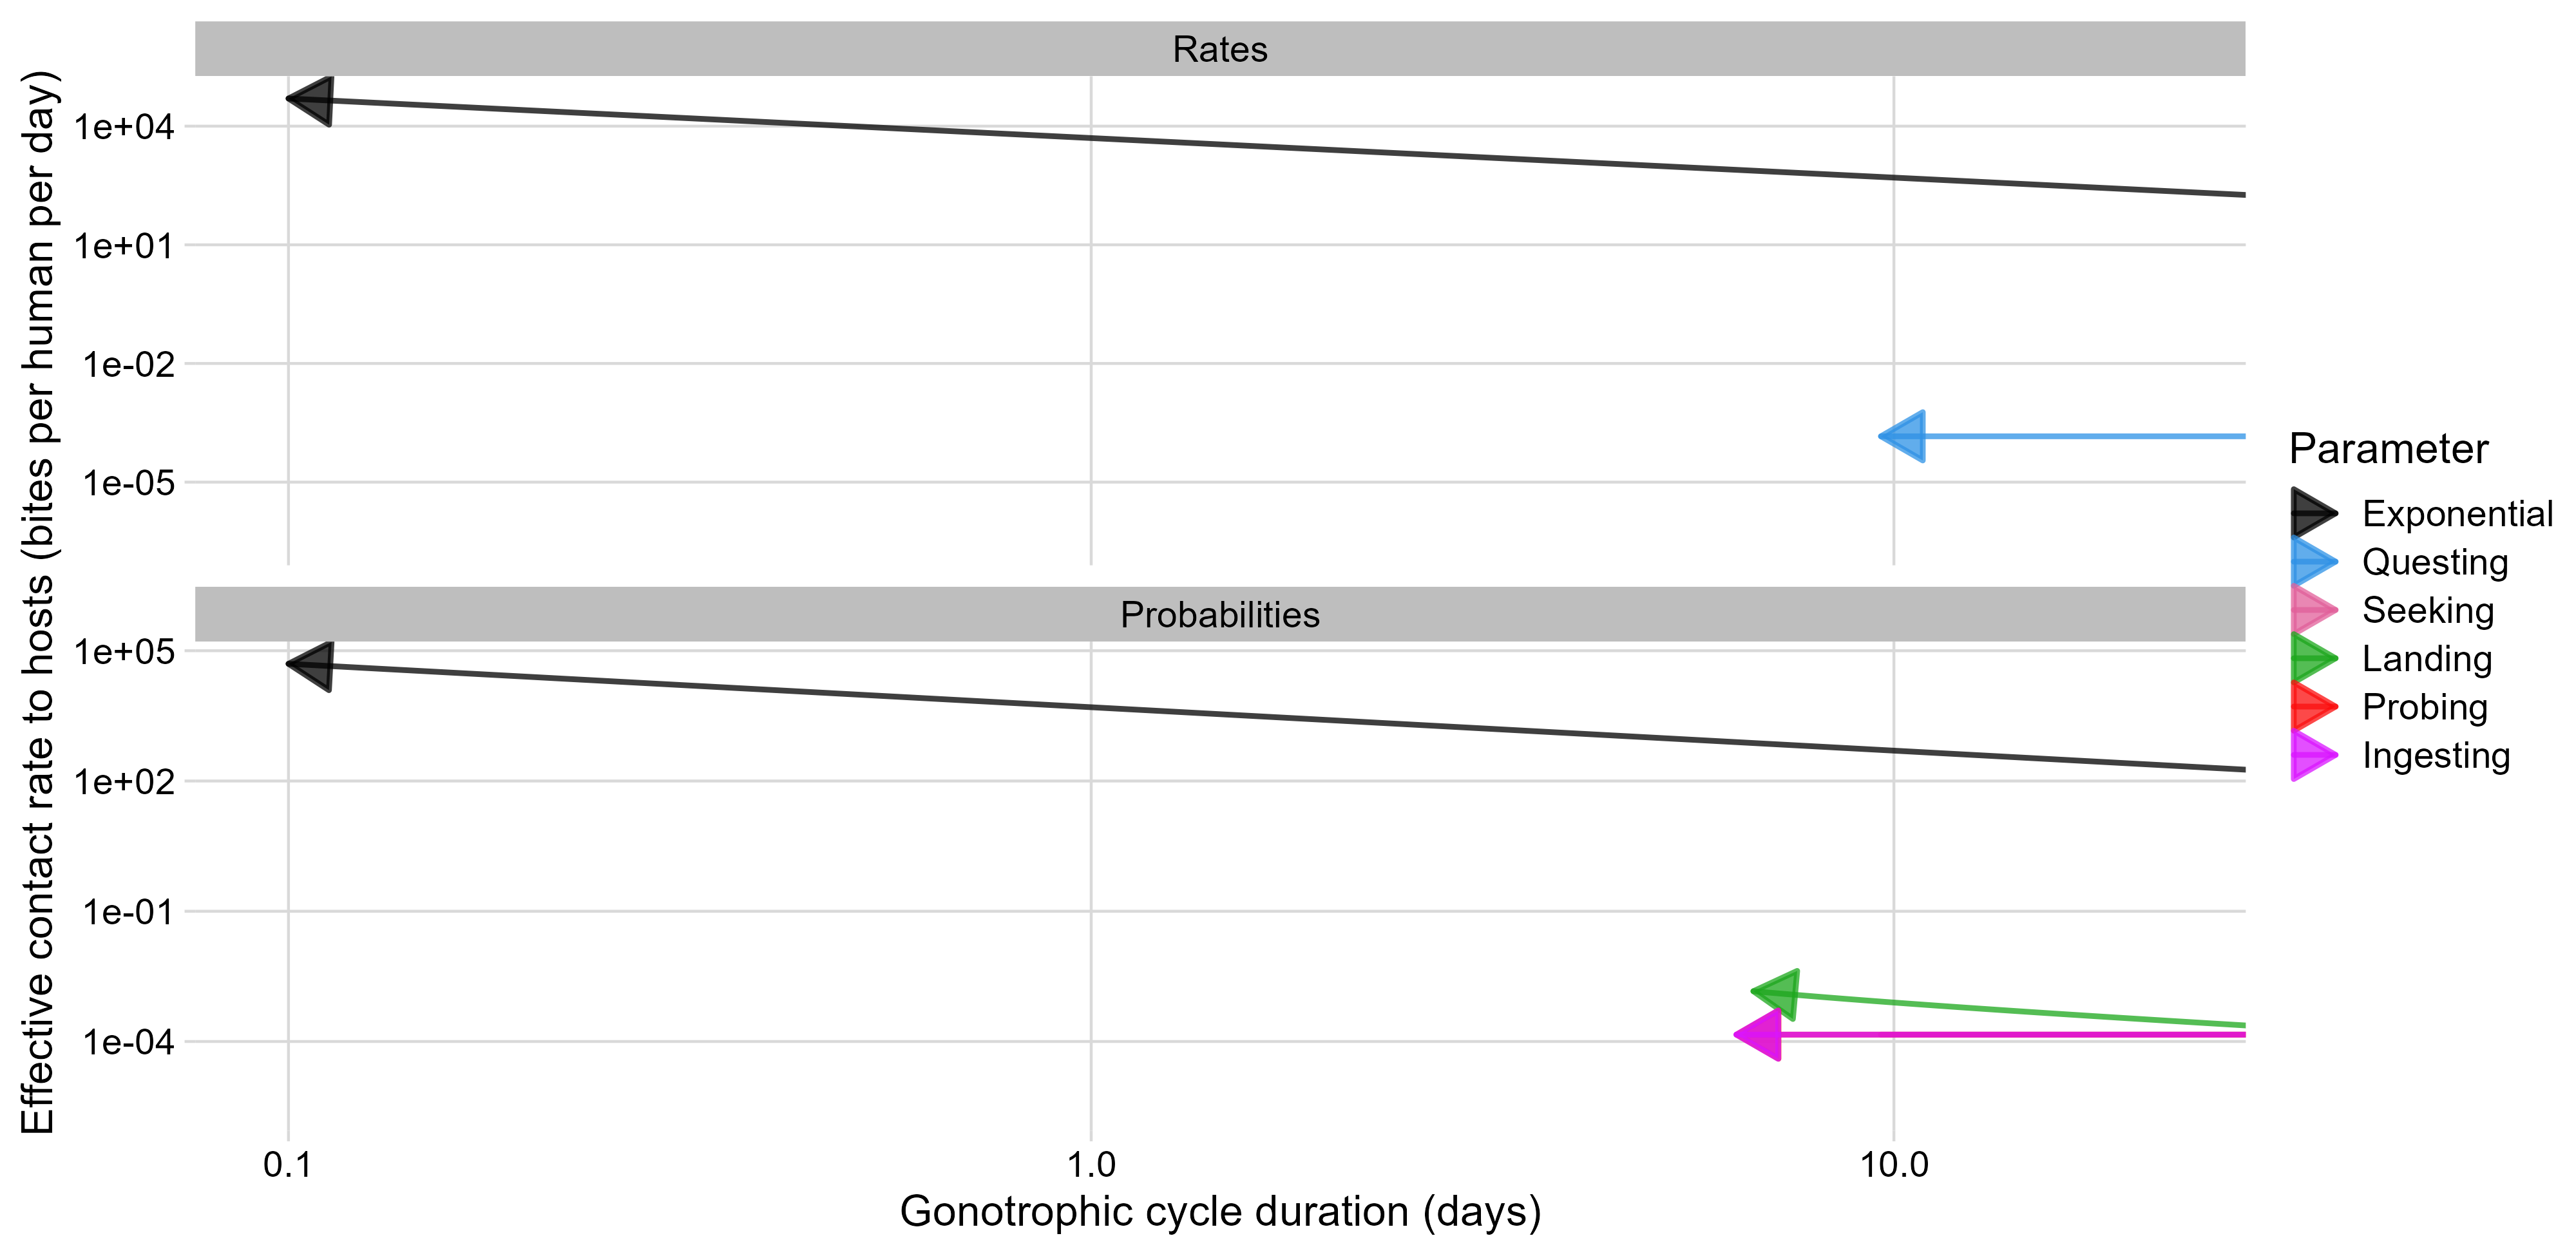 Rates
1e+04
1e+01
1e-02
1e-05
Probabilities
1e+05
1e+02
1e-01
1e-04
0.1
1.0
10.0
Gonotrophic cycle duration (days)
Effective contact rate to hosts (bites per human per day)
Parameter
Exponential
Questing
Seeking
Landing
Probing
Ingesting